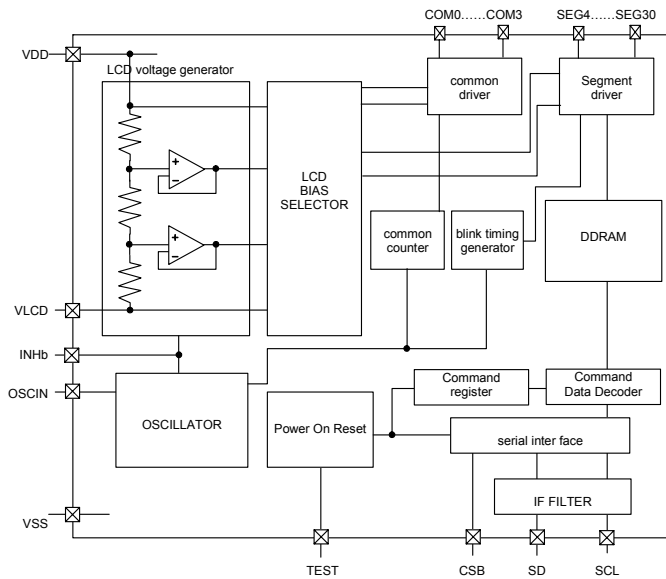 COM0......COM3
SEG4......SEG30
VDD
LCD voltage generator
common
driver
Segment
driver
+
−
LCD
BIAS
SELECTOR
+
−
common
counter
blink timing
generator
DDRAM
VLCD
INHb
OSCIN
OSCILLATOR
Power On Reset
Command
register
Command
Data Decoder
serial inter face
IF FILTER
VSS
TEST
CSB
SD
SCL